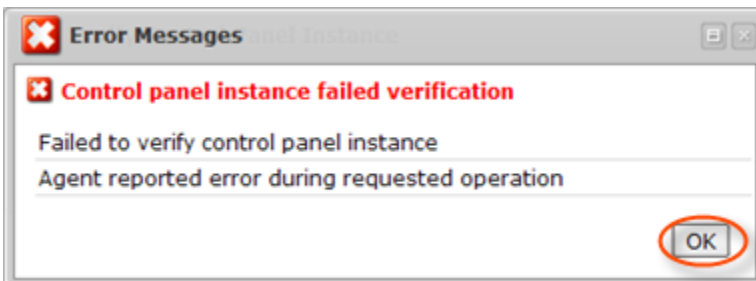 Error Messages
Control panel instance failed verification
Failed to verify control panel instance
Agent reported error during requested operation
OK